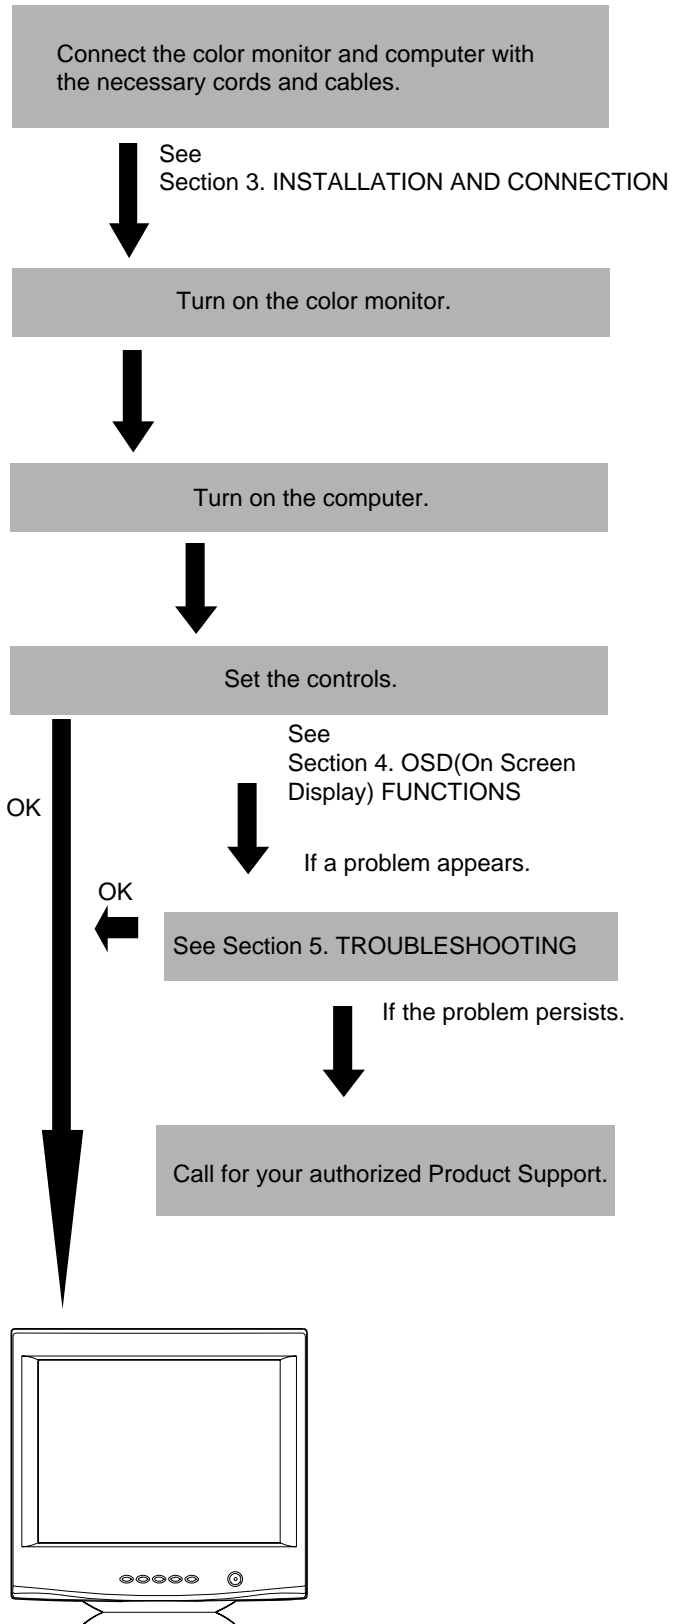 Connect the color monitor and computer with
the necessary cords and cables.
See
Section 3. INSTALLATION AND CONNECTION
Turn on the color monitor.
Turn on the computer.
Set the controls.
See
Section 4. OSD(On Screen
Display) FUNCTIONS
OK
If a problem appears.
OK
See Section 5. TROUBLESHOOTING
If the problem persists.
Call for your authorized Product Support.